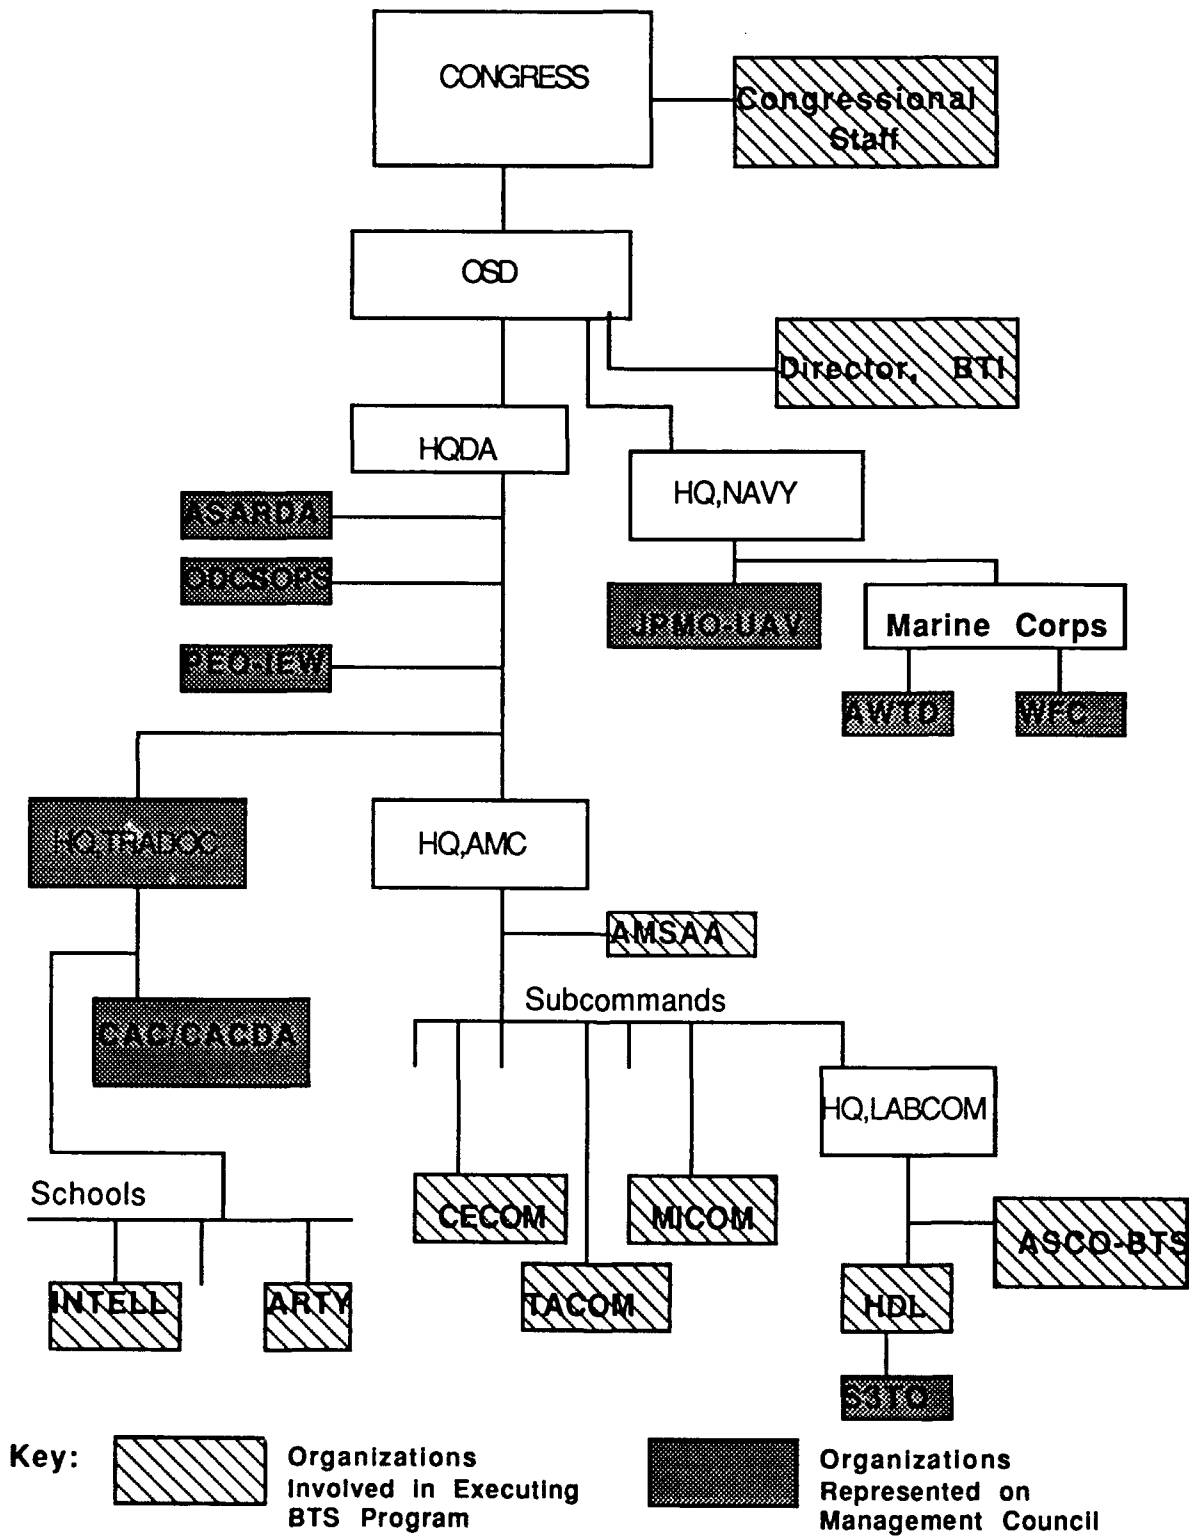 CONGRESS
Congressional
Staff
OSD
Director, BTI
HQDA
HQ,NAVY
ASARDA
ODCSOPS
JPMO-UAV
Marine Corps
PEO-IEW
AWTD
WFC
HQ,TRADOC
HQ,AMC
AMSAA
Subcommands
CAC/CACDA
HQ,LABCOM
Schools
CECOM
MICOM
ASCO-BTS
INTELL
ARTY
TACOM
HDL
S3TO
Key:
Organizations
Involved in Executing
BTS Program
Organizations
Represented on
Management Council